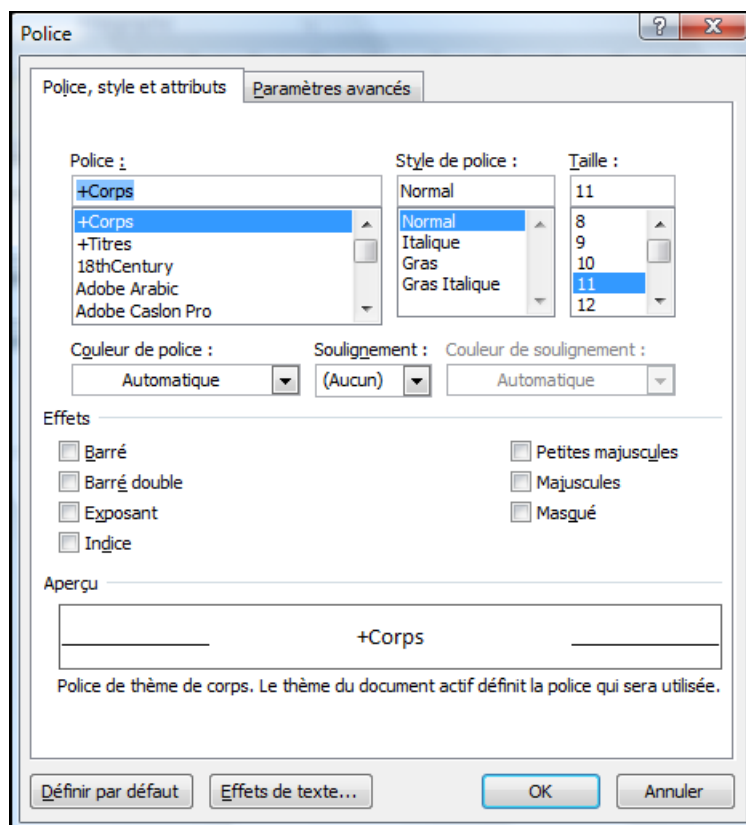 Police
Police, style et attributs
Paramètres avancés
Police :
Style de police :
Taille :
+Corps
Normal
11
+Corps
+Titres
18thCentury
Adobe Arabic
Adobe Caslon Pro
Normal
Italique
Gras
Gras Italique
8
9
10
11
12
Couleur de police :
Soulignement :
Couleur de soulignement :
Automatique
(Aucun)
Automatique
Effets
Barré
Barré double
Exposant
Indice
Petites majuscules
Majuscules
Masqué
Aperçu
+Corps
Police de thème de corps. Le thème du document actif définit la police qui sera utilisée.
Définir par défaut
Effets de texte...
OK
Annuler